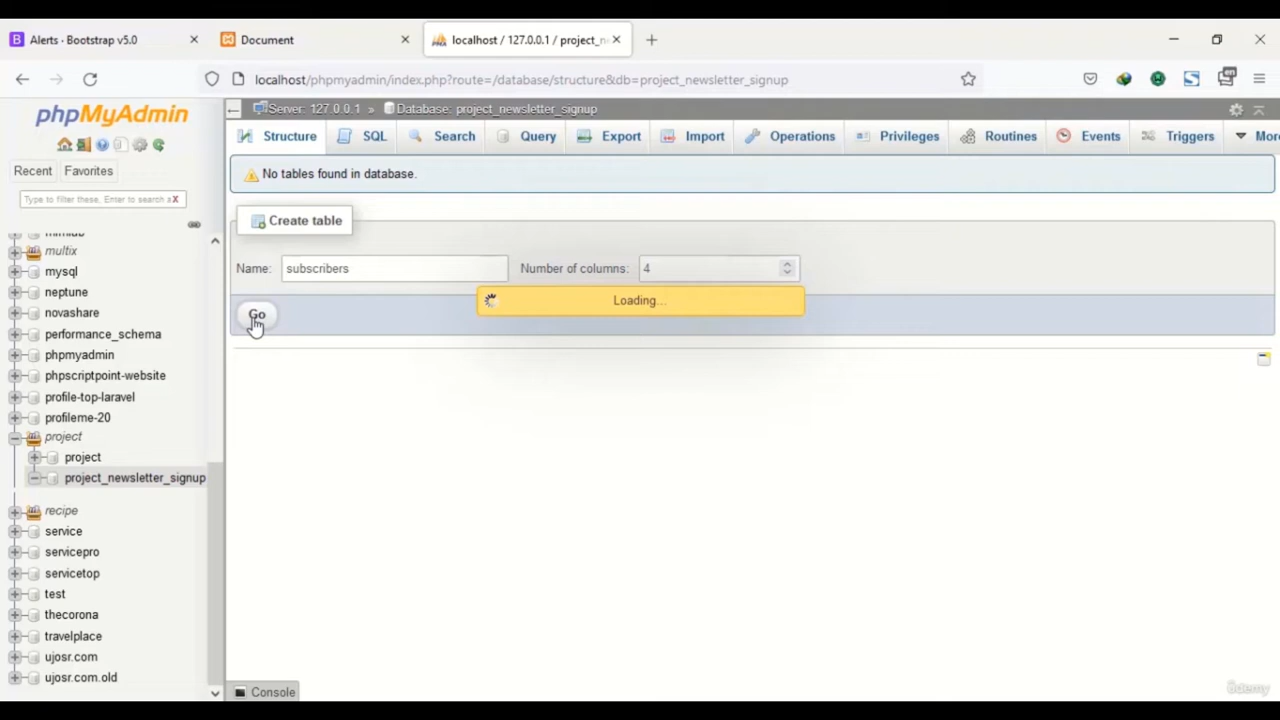 Alerts · Bootstrap v5.0
Document
localhost / 127.0.0.1 / project_n
localhost/phpmyadmin/index.php?route=/database/structure&db=project_newsletter_signup
phpMyAdmin
Server: 127.0.0.1 » Database: project_newsletter_signup
Structure SQL Search Query Export Import Operations Privileges Routines Events Triggers More
Recent Favorites
No tables found in database.
Type to filter these, Enter to search a X
Create table
multix
mysql
Name: subscribers Number of columns: 4
neptune
Loading...
novashare
Go
performance_schema
phpmyadmin
phpscriptpoint-website
profile-top-laravel
profileme-20
project
project
project_newsletter_signup
recipe
service
servicepro
servicetop
test
thecorona
travelplace
ujosr.com
ujosr.com.old
Console
ûdemy